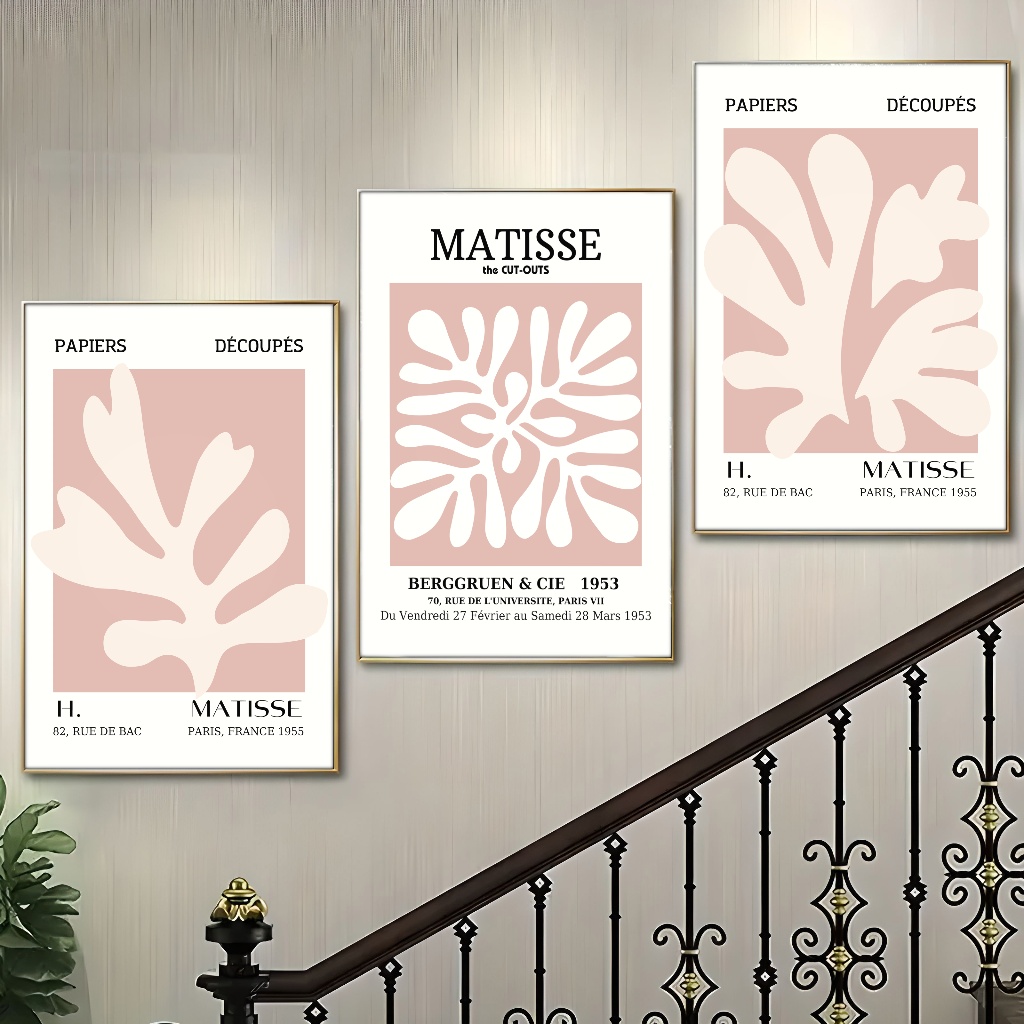 PAPIERS DÉCOUPÉS
H. MATISSE
82, RUE DE BAC PARIS, FRANCE 1955
MATISSE
the CUT-OUTS
BERGGRUEN & CIE 1953
70, RUE DE L'UNIVERSITE, PARIS VII
Du Vendredi 27 Février au Samedi 28 Mars 1953
PAPIERS DÉCOUPÉS
H. MATISSE
82, RUE DE BAC PARIS, FRANCE 1955